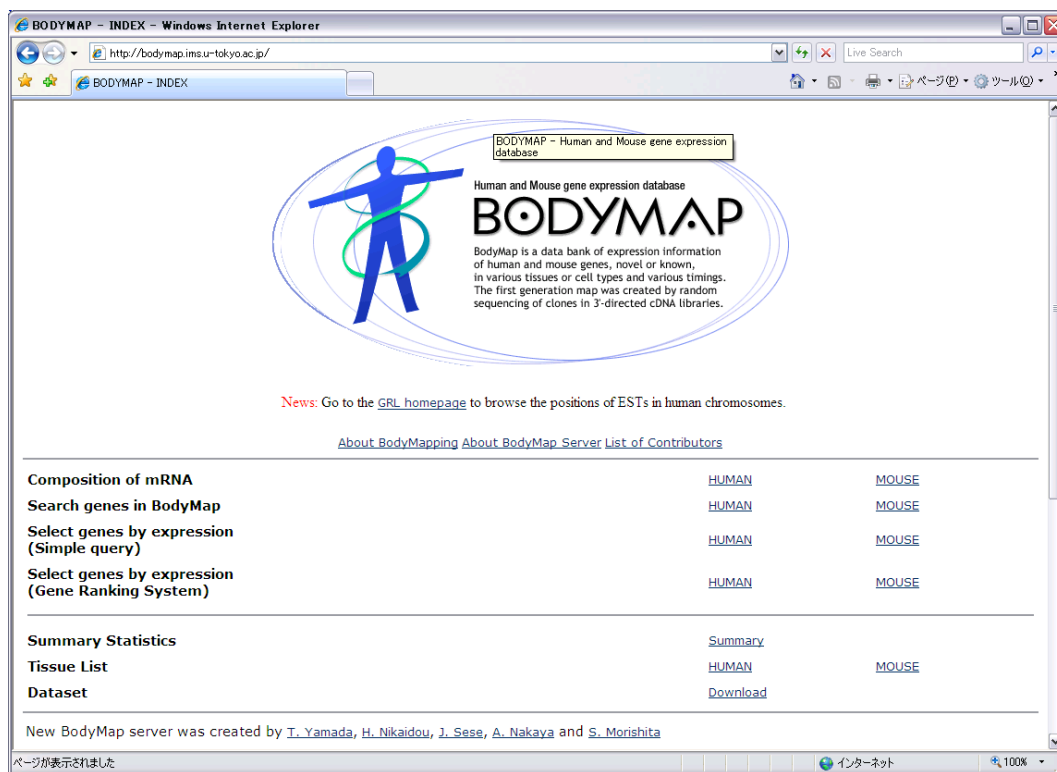 BODYMAP - INDEX - Windows Internet Explorer
http://bodymap.ims.u-tokyo.ac.jp/
Live Search
BODYMAP - INDEX
ページ(P)
ツール(O)
BODYMAP - Human and Mouse gene expression
database
Human and Mouse gene expression database
BODYMAP
BodyMap is a data bank of expression information
of human and mouse genes, novel or known,
in various tissues or cell types and various timings.
The first generation map was created by random
sequencing of clones in 3'-directed cDNA libraries.
News: Go to the GRL homepage to browse the positions of ESTs in human chromosomes.
About BodyMapping About BodyMap Server List of Contributors
Composition of mRNA HUMAN MOUSE
Search genes in BodyMap HUMAN MOUSE
Select genes by expression
(Simple query) HUMAN MOUSE
Select genes by expression
(Gene Ranking System) HUMAN MOUSE
Summary Statistics Summary
Tissue List HUMAN MOUSE
Dataset Download
New BodyMap server was created by T. Yamada, H. Nikaidou, J. Sese, A. Nakaya and S. Morishita
ページが表示されました インターネット 100%